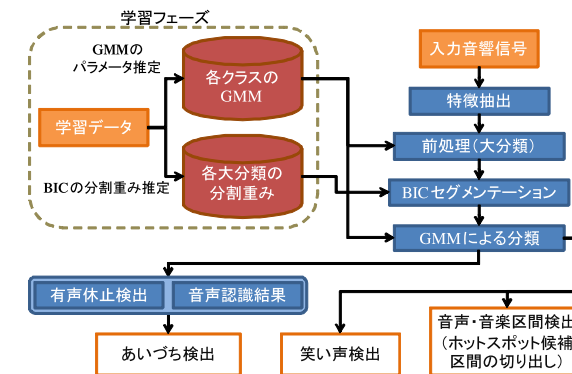 学習フェーズ
GMMの
パラメータ推定
各クラスの
GMM
学習データ
BICの分割重み推定
各大分類の
分割重み
入力音響信号
特徴抽出
前処理(大分類)
BICセグメンテーション
GMMによる分類
有声休止検出
音声認識結果
あいづち検出
笑い声検出
音声・音楽区間検出
(ホットスポット候補
区間の切り出し)